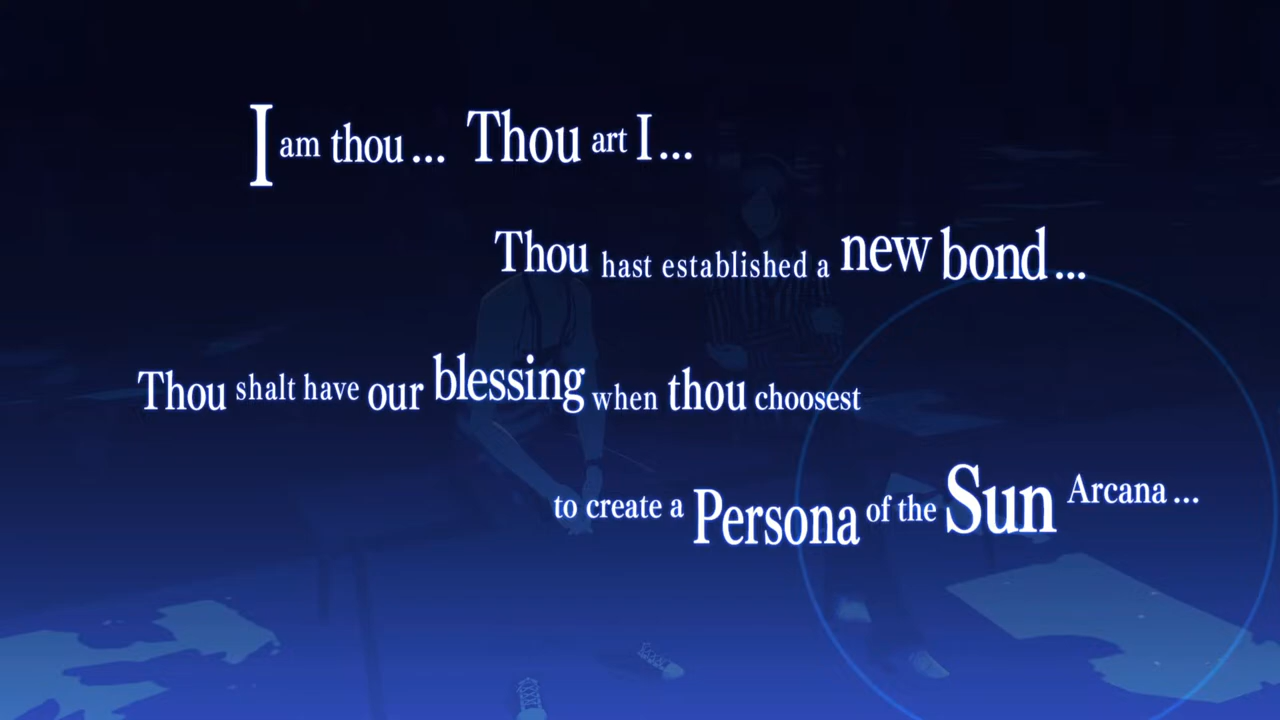 I am thou... Thou art I...
Thou hast established a new bond...
Thou shalt have our blessing when thou choosest
to create a Persona of the Sun Arcana...